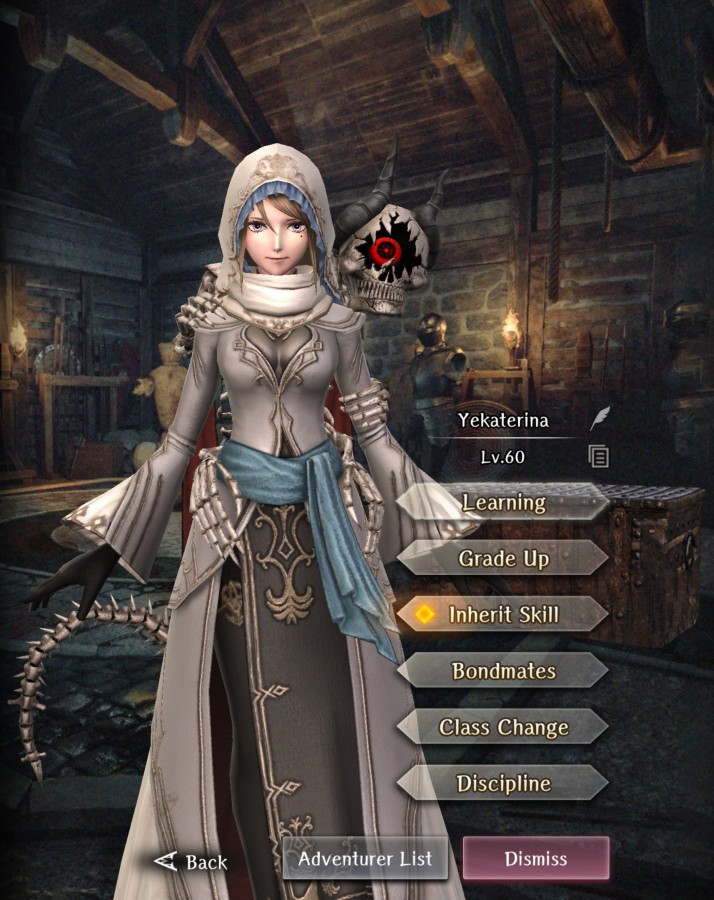 Yekaterina
Lv.60
Learning
Grade Up
Inherit Skill
Bondmates
Class Change
Discipline
Back
Adventurer List
Dismiss